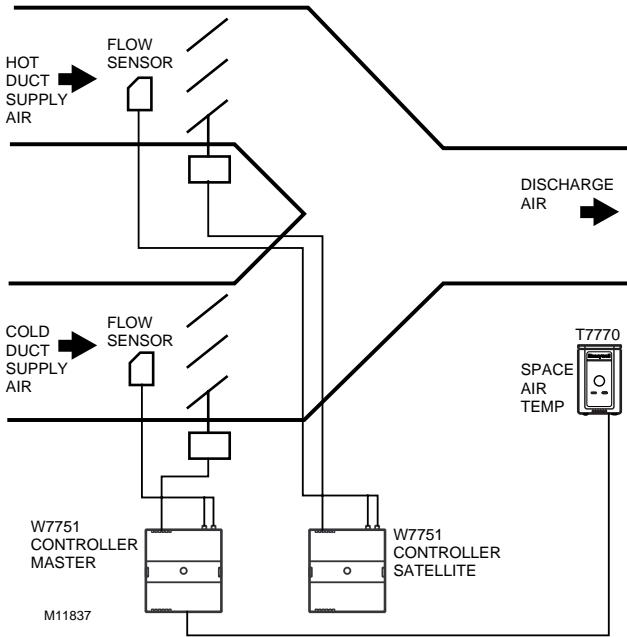 HOT
DUCT
SUPPLY
AIR
FLOW
SENSOR
DISCHARGE
AIR
COLD
DUCT
SUPPLY
AIR
FLOW
SENSOR
T7770
Honeywell
SPACE
AIR
TEMP
W7751
CONTROLLER
MASTER
W7751
CONTROLLER
SATELLITE
M11837